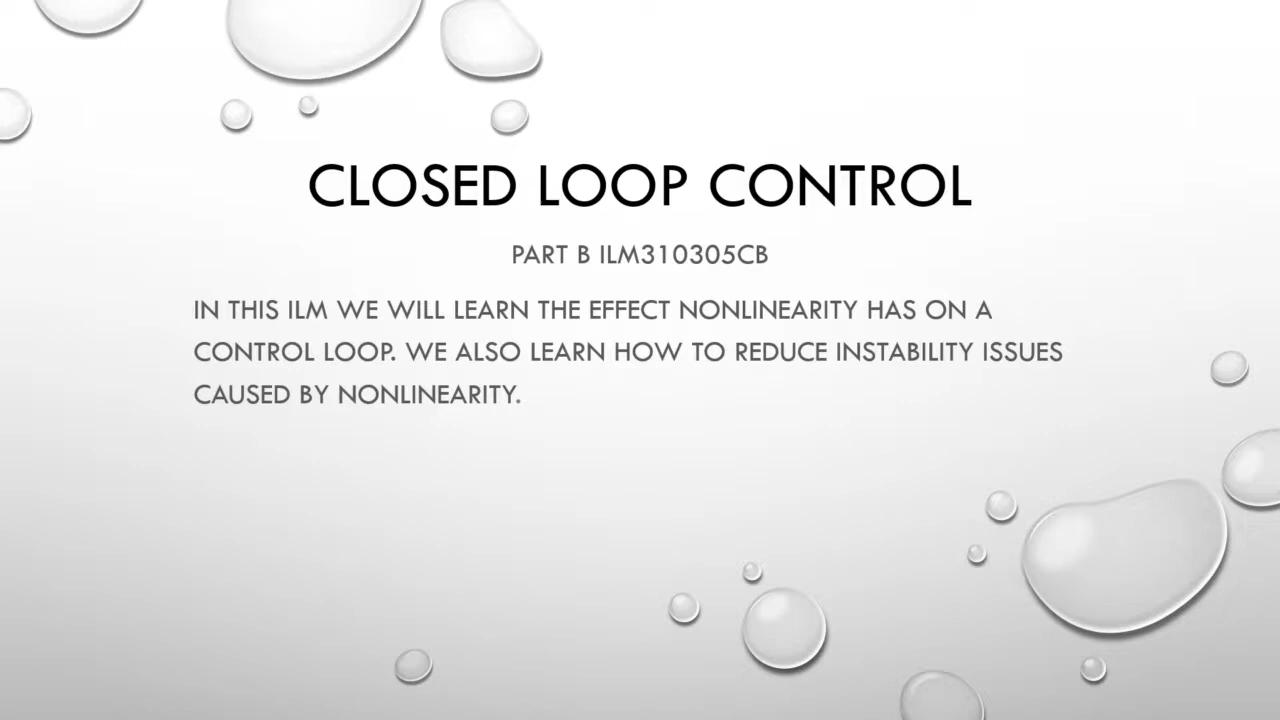 CLOSED LOOP CONTROL
PART B ILM310305CB
IN THIS ILM WE WILL LEARN THE EFFECT NONLINEARITY HAS ON A
CONTROL LOOP. WE ALSO LEARN HOW TO REDUCE INSTABILITY ISSUES
CAUSED BY NONLINEARITY.